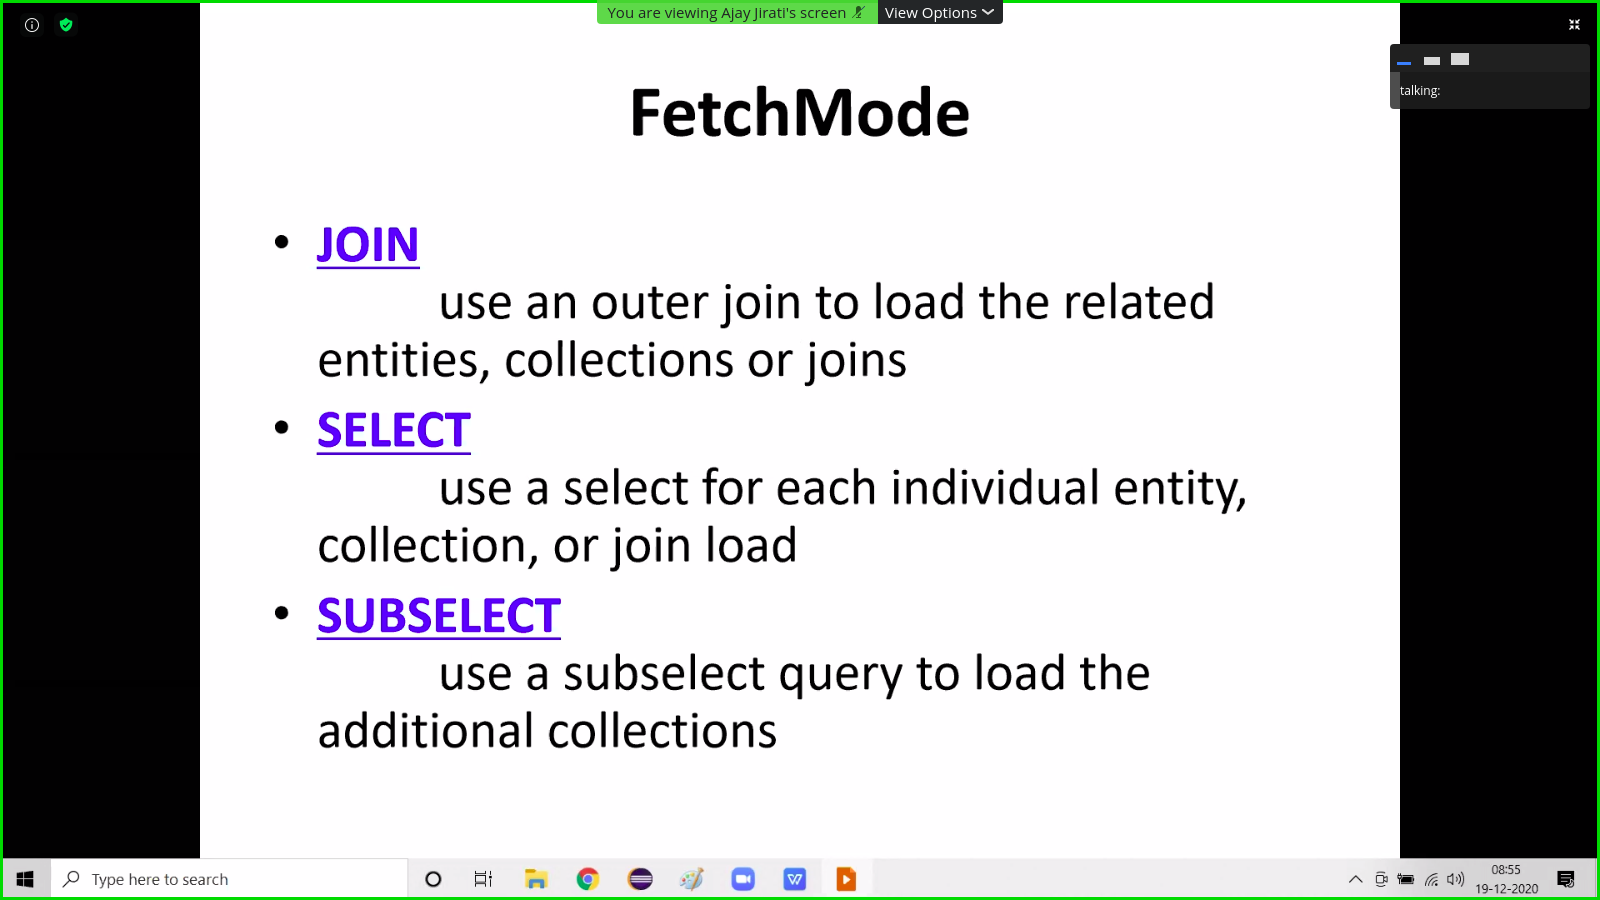 You are viewing Ajay Jirati's screen View Options
talking:
FetchMode
• JOIN
use an outer join to load the related
entities, collections or joins
• SELECT
use a select for each individual entity,
collection, or join load
• SUBSELECT
use a subselect query to load the
additional collections
Type here to search
08:55
19-12-2020